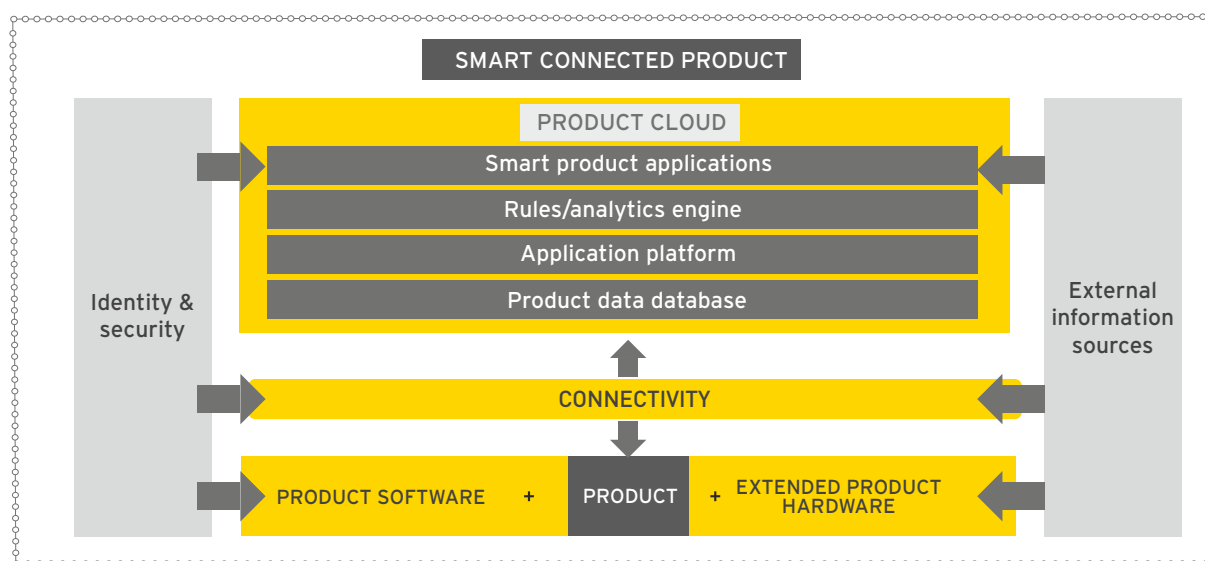 SMART CONNECTED PRODUCT
PRODUCT CLOUD
Smart product applications
Rules/analytics engine
Application platform
Product data database
Identity &
security
External
information
sources
CONNECTIVITY
PRODUCT SOFTWARE + PRODUCT + EXTENDED PRODUCT
HARDWARE